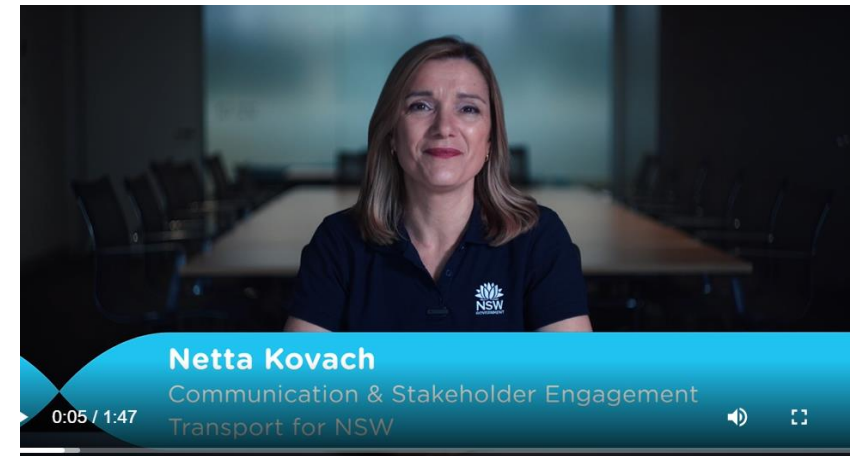 NSW
GOVERNMENT
Netta Kovach
Communication & Stakeholder Engagement
Transport for NSW
0:05 / 1:47